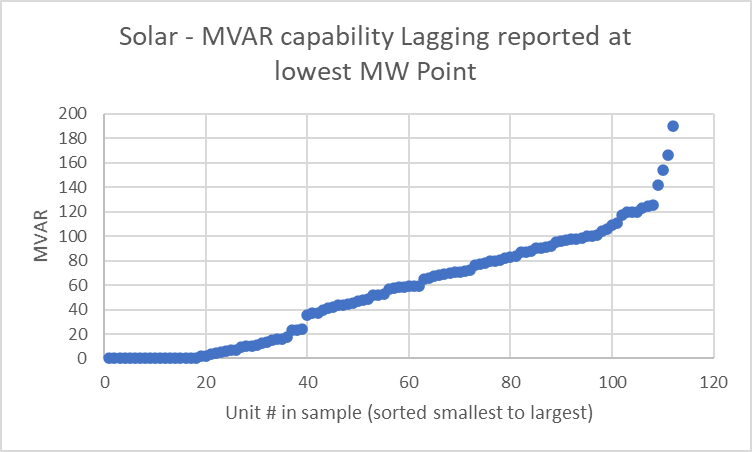 Solar - MVAR capability Lagging reported at
lowest MW Point
200
180
160
140
120
100
80
60
40
20
0
MVAR
0 20 40 60 80 100 120
Unit # in sample (sorted smallest to largest)